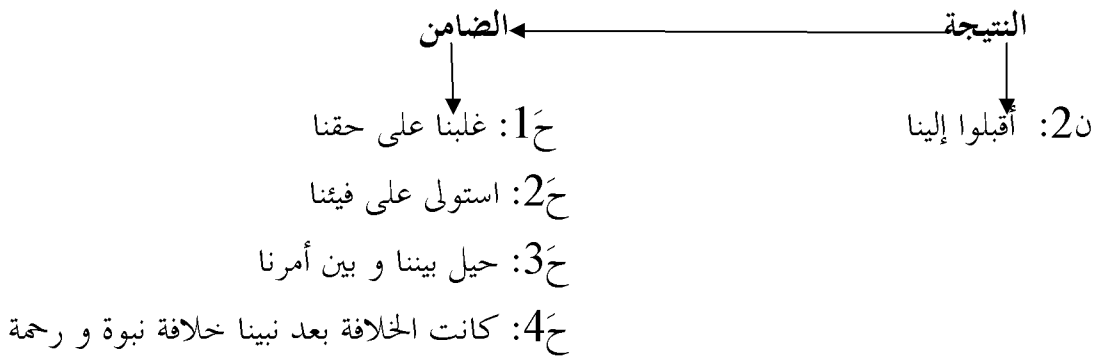 النتيجة الضامن
ن2: أقبلوا إلينا حَ1: غلبنا على حقنا
حَ2: استولى على فيئنا
حَ3: حيل بيننا و بين أمرنا
حَ4: كانت الخلافة بعد نبينا خلافة نبوة و رحمة